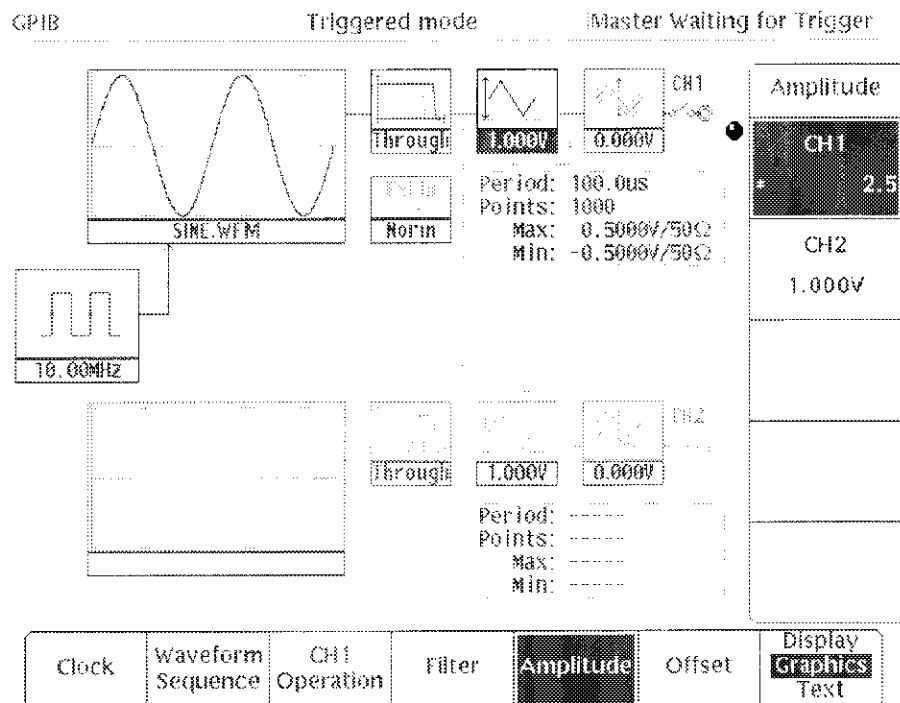 GPIB Triggered mode Master Waiting for Trigger
Amplitude
CH1
2.5
CH2
1.000V
CH1
Through
1.000V
0.000V
SINE.WFM
Norm
Period: 100.0us
Points: 1000
Max: 0.5000V/50Ω
Min: -0.5000V/50Ω
10.00MHz
CH2
Through
1.000V
0.000V
Period: -----
Points: -----
Max: -----
Min: -----
Clock
Waveform
Sequence
CH1
Operation
Filter
Amplitude
Offset
Display
Graphics
Text